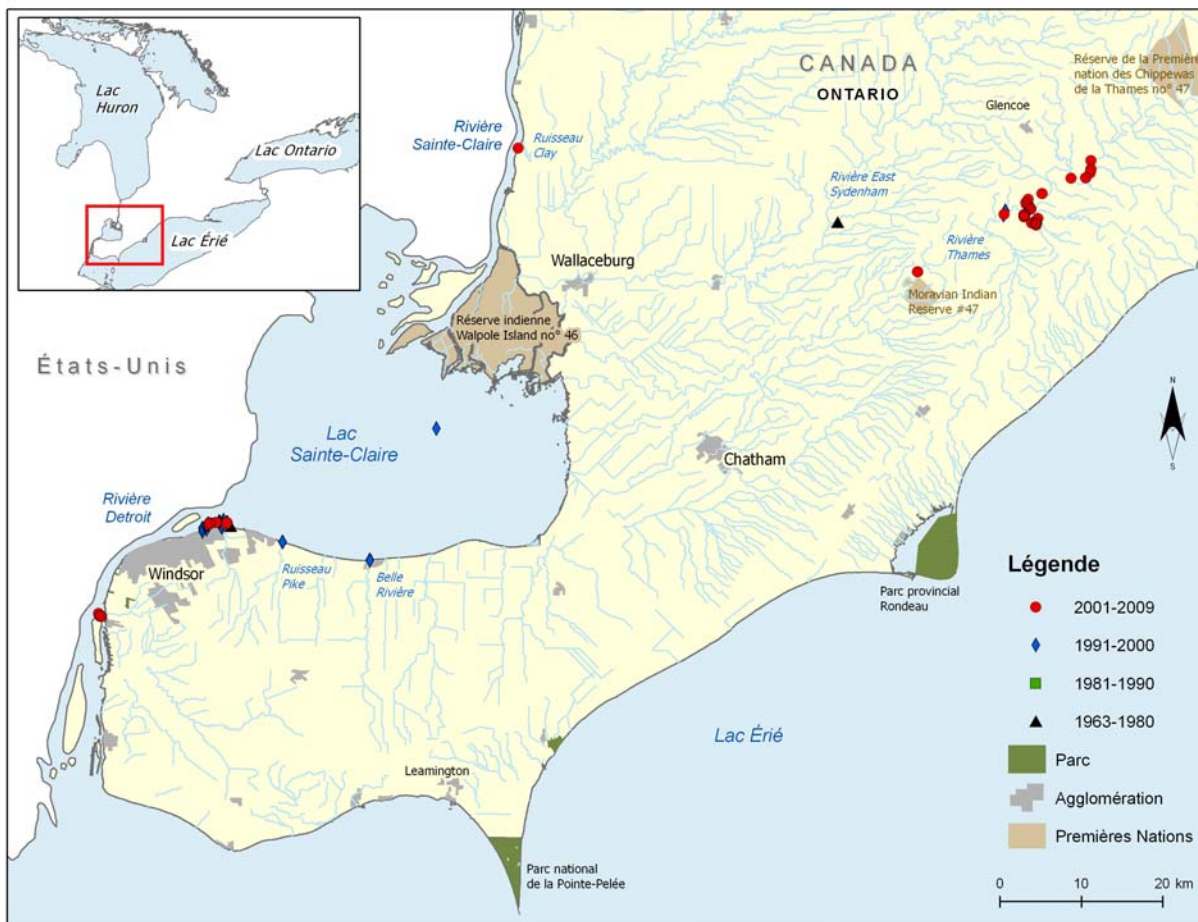 Lac
Huron
Lac Ontario
Lac Érié
CANADA
ONTARIO
Réserve de la Première
nation des Chippewas
de la Thames no° 47
Glencoe
Rivière
Sainte-Claire
Ruisseau
Clay
Rivière East
Sydenham
Rivière
Thames
Wallaceburg
Moravian Indian
Reserve #47
Réserve indienne
Walpole Island no° 46
États-Unis
N
S
Lac
Sainte-Claire
Chatham
Rivière
Detroit
Windsor
Ruisseau
Pike
Belle
Rivière
Parc provincial
Rondeau
Lac Érié
Leamington
Parc national
de la Pointe-Pelée
Légende
2001-2009
1991-2000
1981-1990
1963-1980
Parc
Agglomération
Premières Nations
0 10 20 km